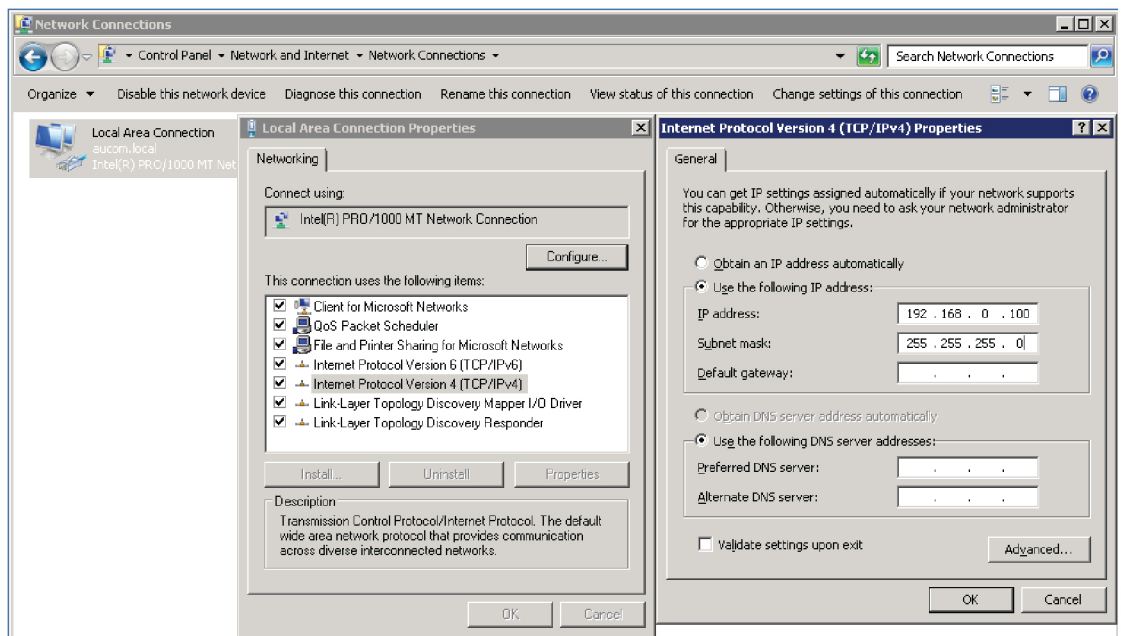 Network Connections
Control Panel Network and Internet Network Connections
Search Network Connections
Organize Disable this network device Diagnose this connection Rename this connection View status of this connection Change settings of this connection
Local Area Connection
aucom.local
Intel(R) PRO/1000 MT Net
Local Area Connection Properties
Networking
Connect using:
Intel(R) PRO/1000 MT Network Connection
Configure...
This connection uses the following items:
Client for Microsoft Networks
QoS Packet Scheduler
File and Printer Sharing for Microsoft Networks
Internet Protocol Version 6 (TCP/IPv6)
Internet Protocol Version 4 (TCP/IPv4)
Link-Layer Topology Discovery Mapper I/O Driver
Link-Layer Topology Discovery Responder
Install... Uninstall Properties
Description
Transmission Control Protocol/Internet Protocol. The default
wide area network protocol that provides communication
across diverse interconnected networks.
OK Cancel
Internet Protocol Version 4 (TCP/IPv4) Properties
General
You can get IP settings assigned automatically if your network supports
this capability. Otherwise, you need to ask your network administrator
for the appropriate IP settings.
Obtain an IP address automatically
Use the following IP address:
IP address: 192 . 168 . 0 . 100
Subnet mask: 255 . 255 . 255 . 0
Default gateway: . . .
Obtain DNS server address automatically
Use the following DNS server addresses:
Preferred DNS server: . . .
Alternate DNS server: . . .
Validate settings upon exit
Advanced...
OK Cancel